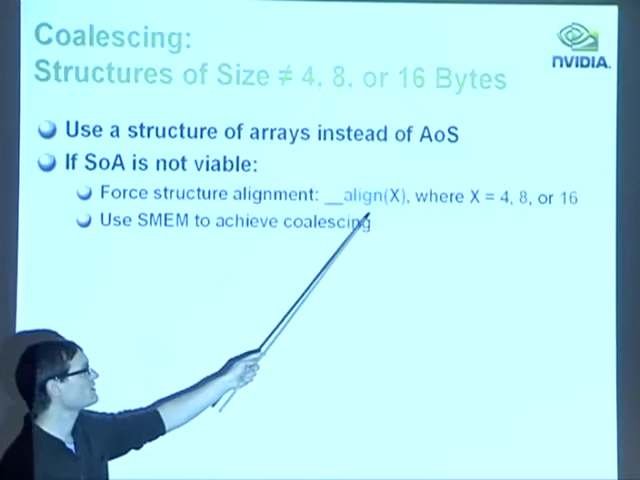 Coalescing:
Structures of Size ≠ 4, 8, or 16 Bytes
NVIDIA.
Use a structure of arrays instead of AoS
If SoA is not viable:
Force structure alignment: __align(X), where X = 4, 8, or 16
Use SMEM to achieve coalescing